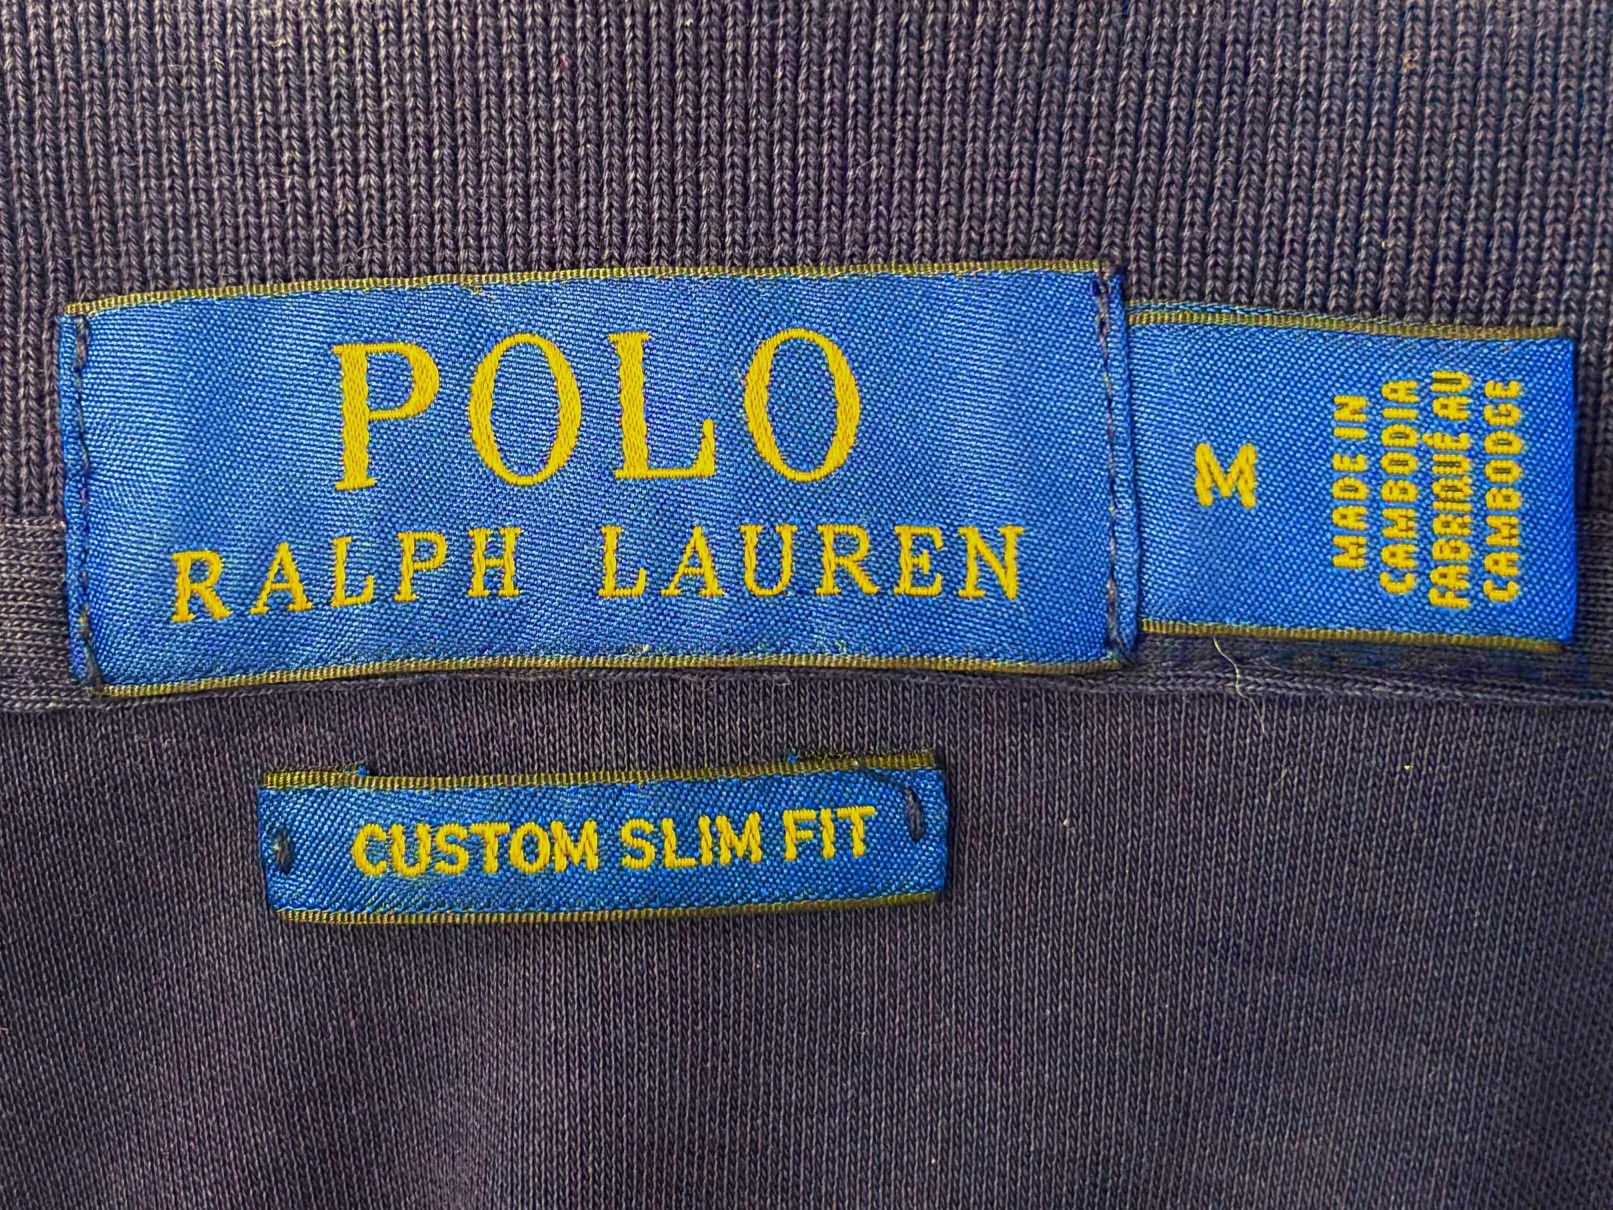 POLO
RALPH LAUREN
M
MADE IN
CAMBODIA
FABRIQUÉ AU
CAMBODGE
CUSTOM SLIM FIT